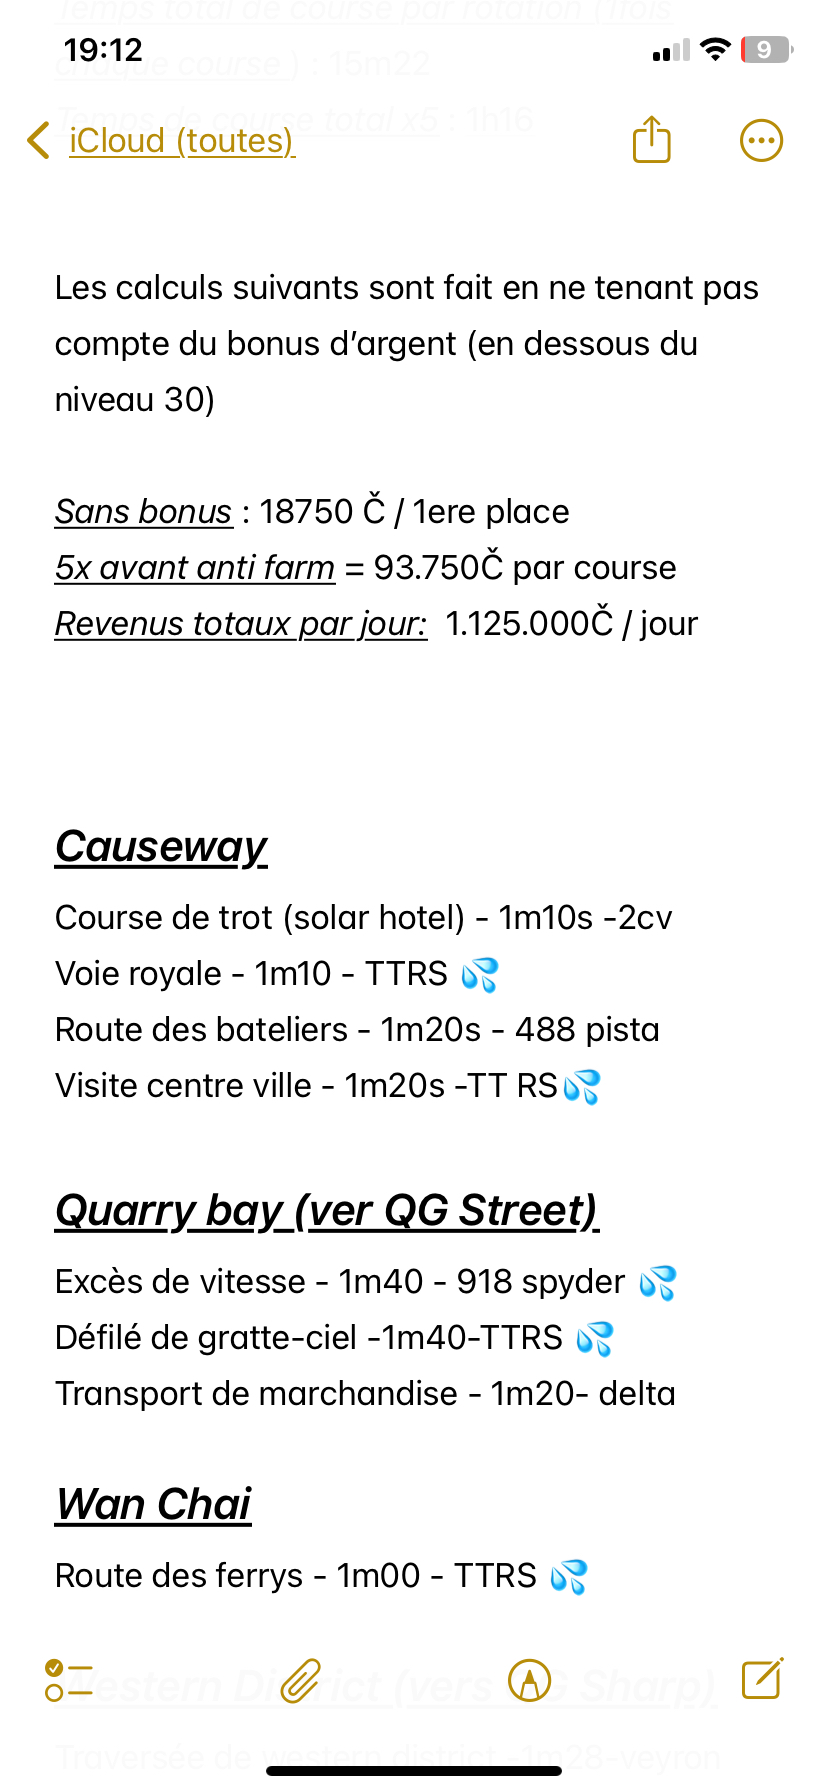 Temps total de course par rotation (1fois
19:12
9
chaque course ) : 15m22
Temps de course total x5 : 1h16
iCloud (toutes)
Les calculs suivants sont fait en ne tenant pas
compte du bonus d’argent (en dessous du
niveau 30)
Sans bonus : 18750 Č / 1ere place
5x avant anti farm = 93.750Č par course
Revenus totaux par jour: 1.125.000Č / jour
Causeway
Course de trot (solar hotel) - 1m10s -2cv
Voie royale - 1m10 - TTRS 💦
Route des bateliers - 1m20s - 488 pista
Visite centre ville - 1m20s -TT RS💦
Quarry bay (ver QG Street)
Excès de vitesse - 1m40 - 918 spyder 💦
Défilé de gratte-ciel -1m40-TTRS 💦
Transport de marchandise - 1m20- delta
Wan Chai
Route des ferrys - 1m00 - TTRS 💦
Western District (vers QG Sharp)
Traversée de western district -1m28-veyron